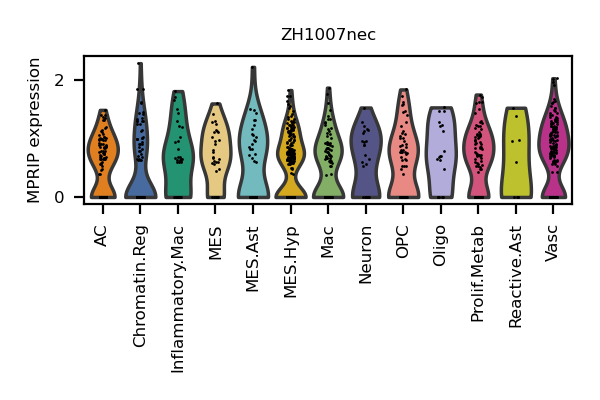 ZH1007nec
MPRIP expression
2
0
AC
Chromatin.Reg
Inflammatory.Mac
MES
MES.Ast
MES.Hyp
Mac
Neuron
OPC
Oligo
Prolif.Metab
Reactive.Ast
Vasc